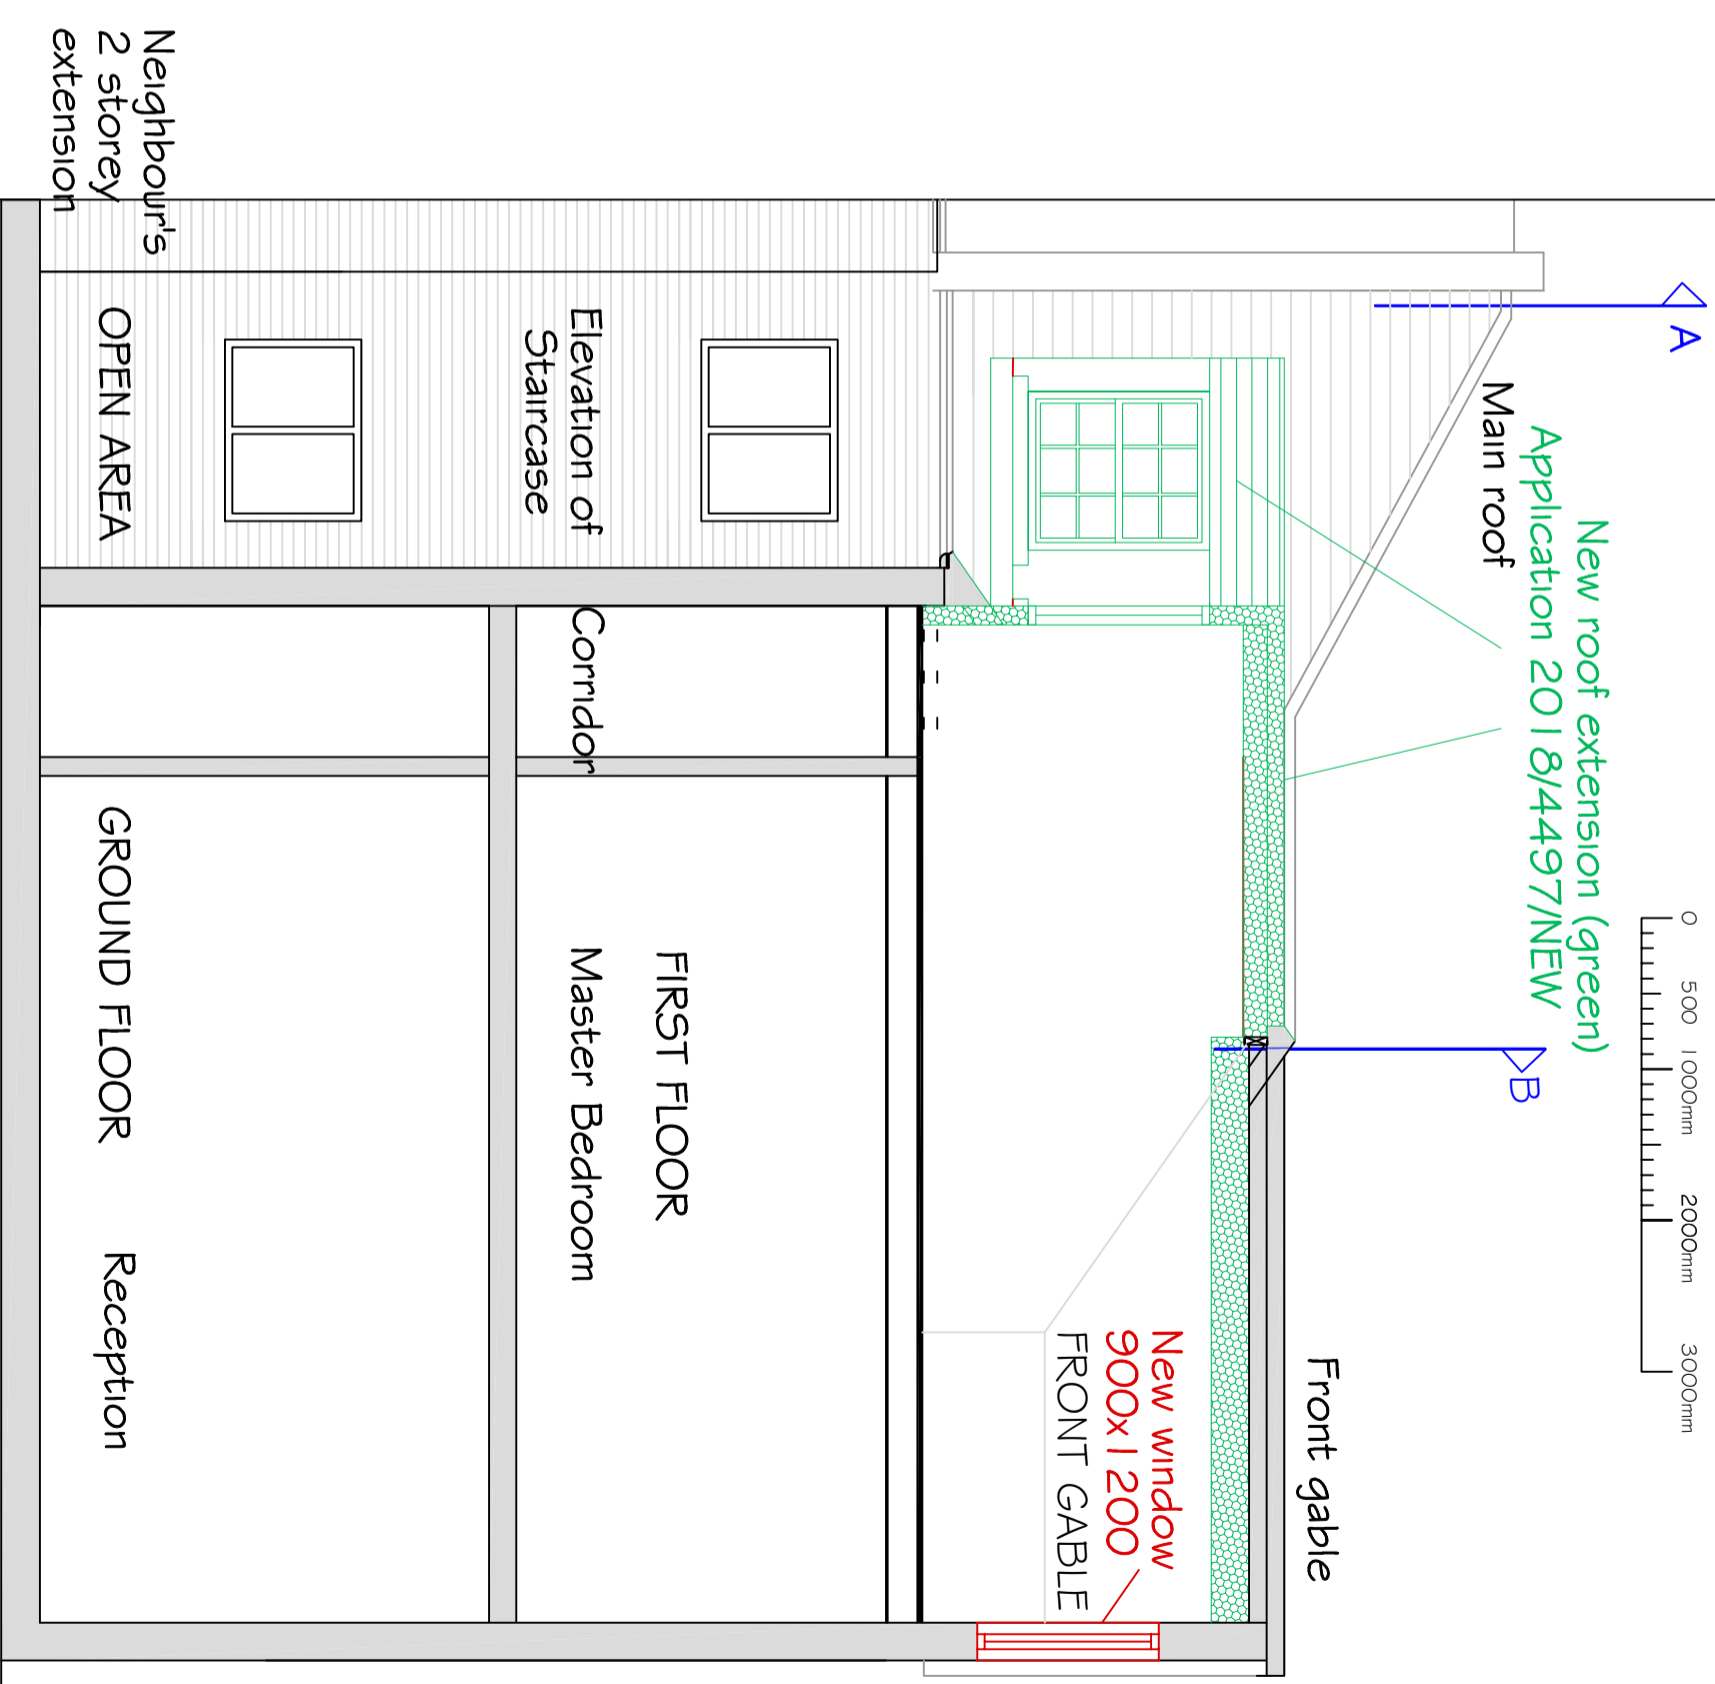 0 500 1000mm 2000mm 3000mm
A
B
New roof extension (green)
Application 2018/4497/NEW
Main roof
Front gable
New window
900x1200
FRONT GABLE
FIRST FLOOR
Master Bedroom
Elevation of
Staircase
Corridor
OPEN AREA
GROUND FLOOR
Reception
Neighbour's
2 storey
extension